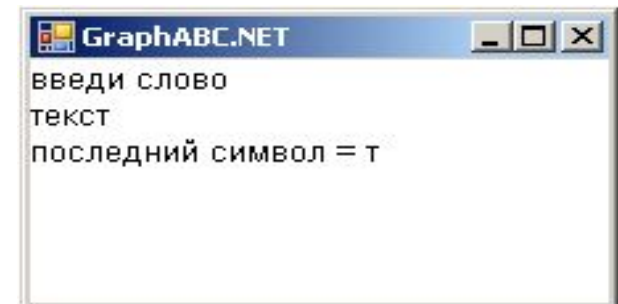 GraphABC.NET
введи слово
текст
последний символ = т